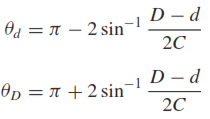 θ_d = π − 2 sin⁻¹ (D − d)/(2C)
θ_D = π + 2 sin⁻¹ (D − d)/(2C)